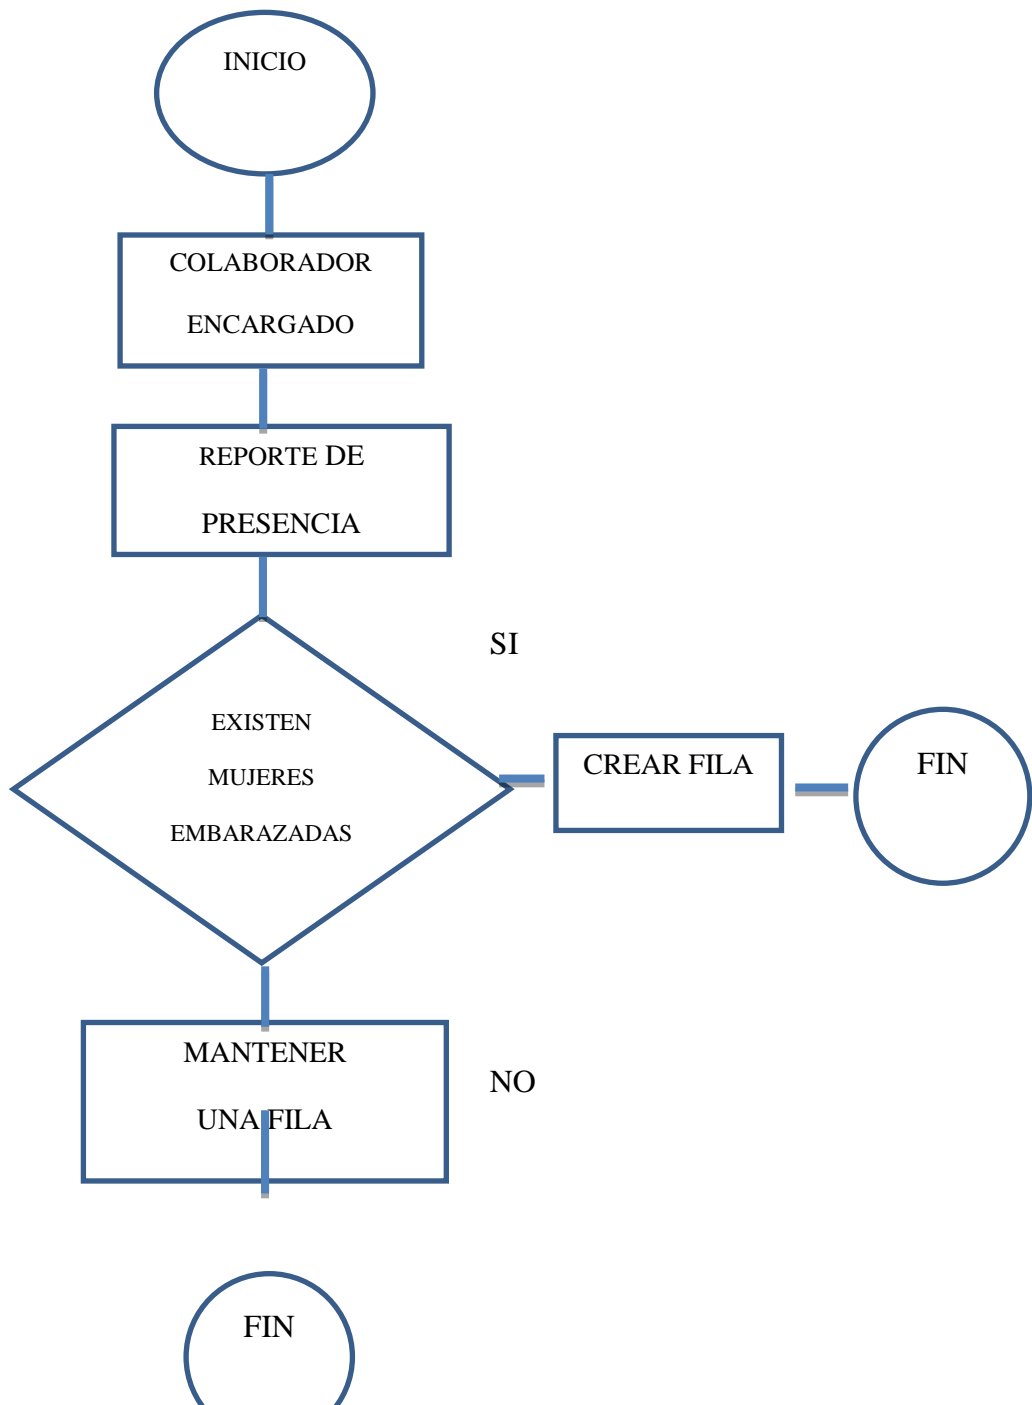 INICIO
COLABORADOR
ENCARGADO
REPORTE DE
PRESENCIA
SI
EXISTEN
MUJERES
EMBARAZADAS
CREAR FILA
FIN
MANTENER
UNA FILA
NO
FIN